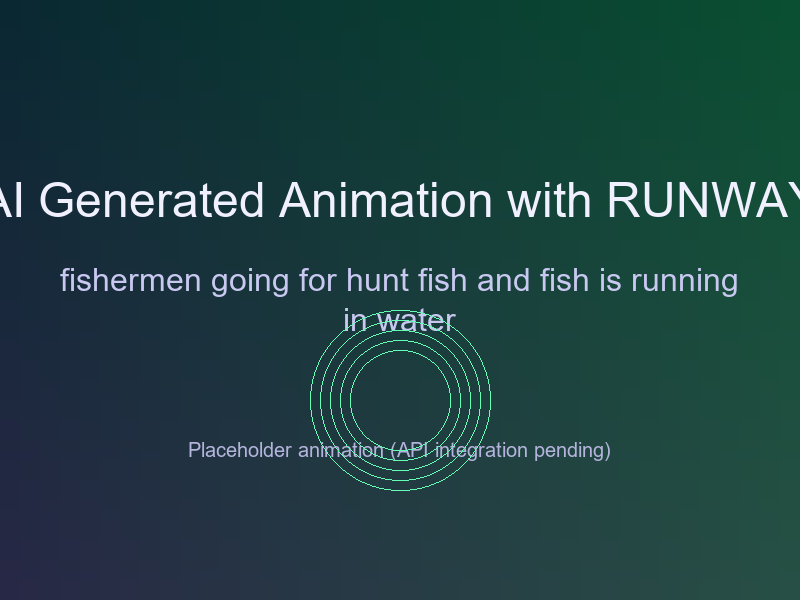 AI Generated Animation with RUNWAY
fishermen going for hunt fish and fish is running
in water
Placeholder animation (API integration pending)